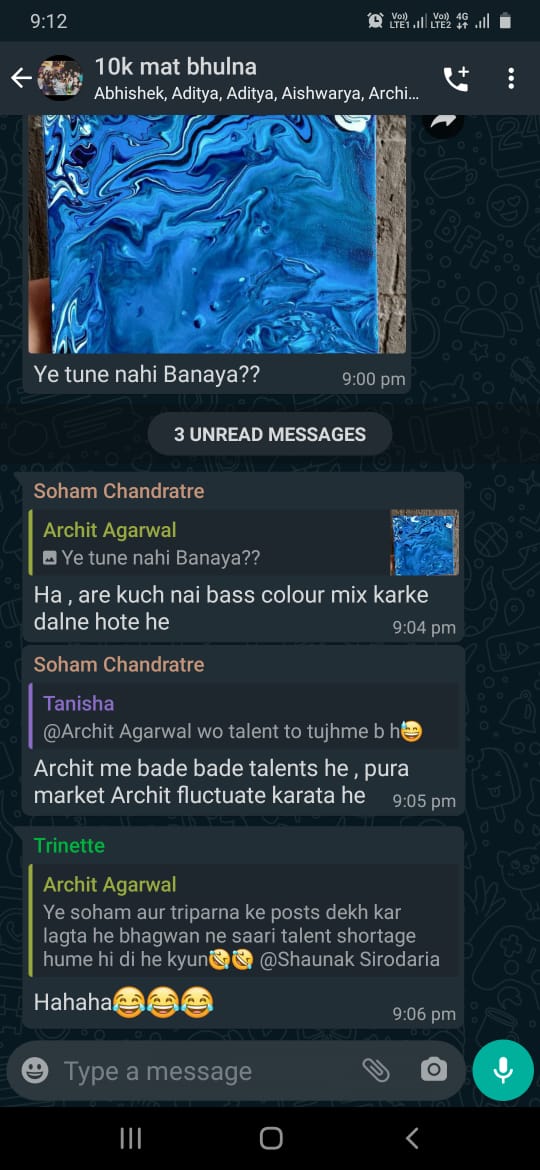 9:12
Vo)) LTE1 Vo)) LTE2 4G
10k mat bhulna
Abhishek, Aditya, Aditya, Aishwarya, Archi...
Ye tune nahi Banaya??
9:00 pm
3 UNREAD MESSAGES
Soham Chandratre
Archit Agarwal
Ye tune nahi Banaya??
Ha , are kuch nai bass colour mix karke
dalne hote he
9:04 pm
Soham Chandratre
Tanisha
@Archit Agarwal wo talent to tujhme b h😅
Archit me bade bade talents he , pura
market Archit fluctuate karata he
9:05 pm
Trinette
Archit Agarwal
Ye soham aur triparna ke posts dekh kar
lagta he bhagwan ne saari talent shortage
hume hi di he kyun🤣🤣 @Shaunak Sirodaria
Hahaha😂😂😂
9:06 pm
Type a message